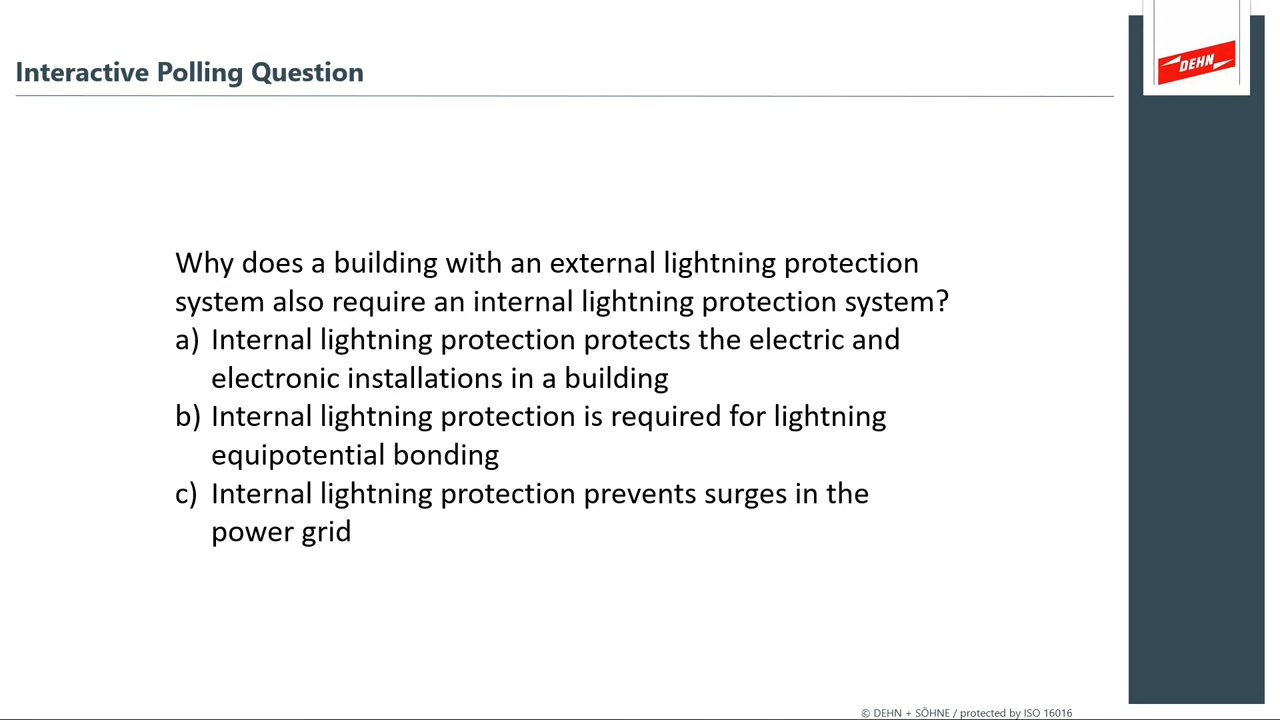 Interactive Polling Question
DEHN
Why does a building with an external lightning protection
system also require an internal lightning protection system?
a) Internal lightning protection protects the electric and
electronic installations in a building
b) Internal lightning protection is required for lightning
equipotential bonding
c) Internal lightning protection prevents surges in the
power grid
© DEHN + SÖHNE / protected by ISO 16016